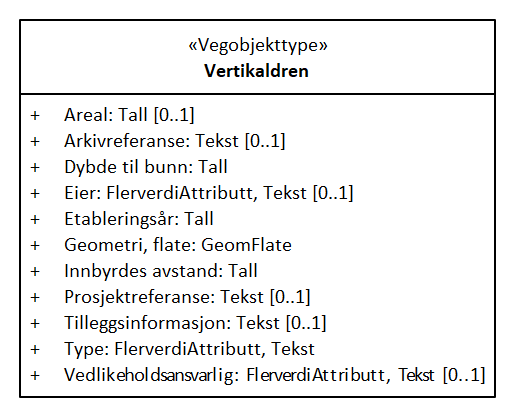 «Vegobjekttype»
Vertikaldren
+ Areal: Tall [0..1]
+ Arkivreferanse: Tekst [0..1]
+ Dybde til bunn: Tall
+ Eier: FlerverdiAttributt, Tekst [0..1]
+ Etableringsår: Tall
+ Geometri, flate: GeomFlate
+ Innbyrdes avstand: Tall
+ Prosjektreferanse: Tekst [0..1]
+ Tilleggsinformasjon: Tekst [0..1]
+ Type: FlerverdiAttributt, Tekst
+ Vedlikeholdsansvarlig: FlerverdiAttributt, Tekst [0..1]